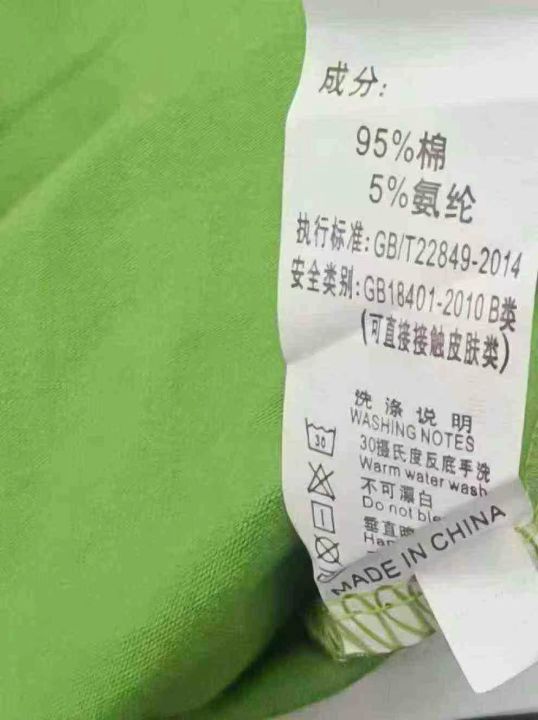 成分:
95%棉
5%氨纶
执行标准:GB/T22849-2014
安全类别:GB18401-2010 B类
(可直接接触皮肤类)
洗涤说明
WASHING NOTES
30
30摄氏度反底手洗
Warm water wash
不可漂白
Do not
垂直
MADE IN CHINA